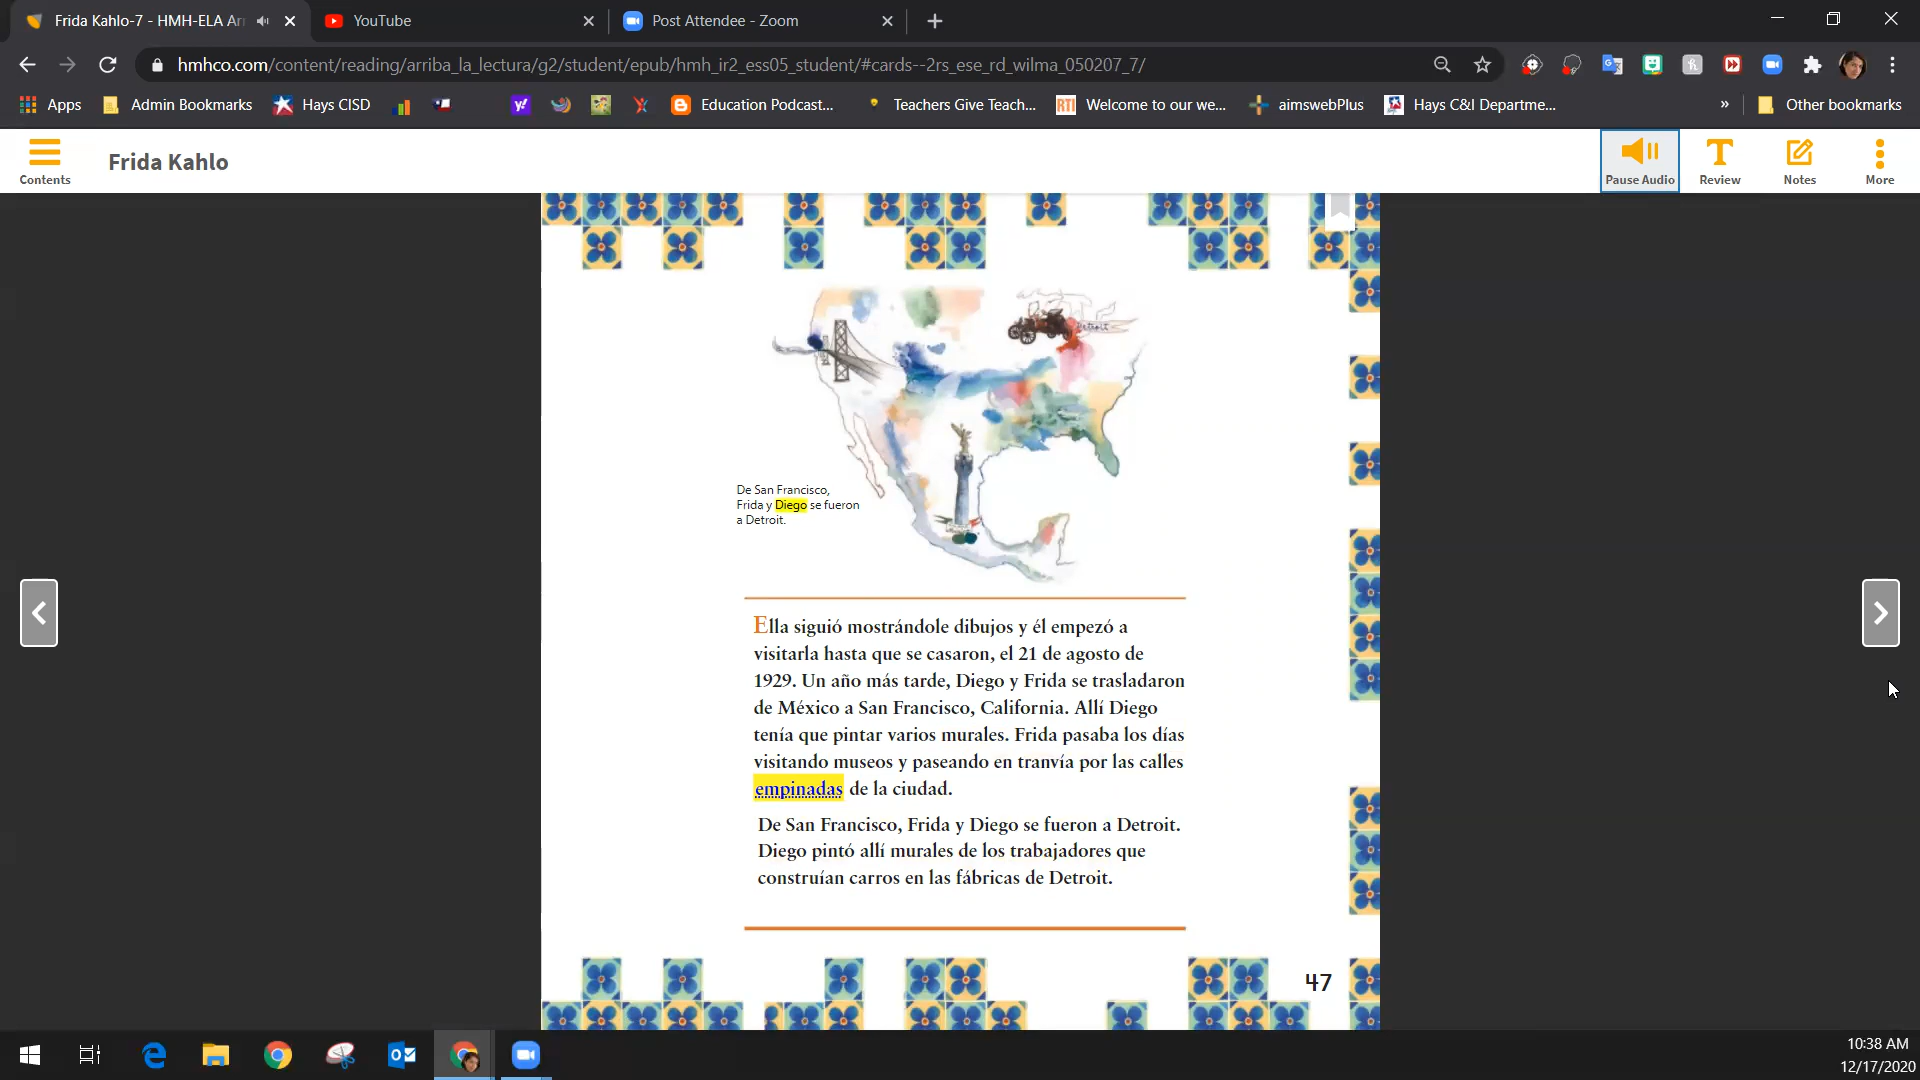 Frida Kahlo-7 - HMH-ELA Arr
YouTube
Post Attendee - Zoom
hmhco.com/content/reading/arriba_la_lectura/g2/student/epub/hmh_ir2_ess05_student/#cards--2rs_ese_rd_wilma_050207_7/
Apps
Admin Bookmarks
Hays CISD
Education Podcast...
Teachers Give Teach...
RTI
Welcome to our we...
aimswebPlus
Hays C&I Departme...
»
Other bookmarks
Contents
Frida Kahlo
Pause Audio
Review
Notes
More
Detroit
De San Francisco,
Frida y Diego se fueron
a Detroit.
Ella siguió mostrándole dibujos y él empezó a
visitarla hasta que se casaron, el 21 de agosto de
1929. Un año más tarde, Diego y Frida se trasladaron
de México a San Francisco, California. Allí Diego
tenía que pintar varios murales. Frida pasaba los días
visitando museos y paseando en tranvía por las calles
empinadas de la ciudad.
De San Francisco, Frida y Diego se fueron a Detroit.
Diego pintó allí murales de los trabajadores que
construían carros en las fábricas de Detroit.
47
10:38 AM
12/17/2020